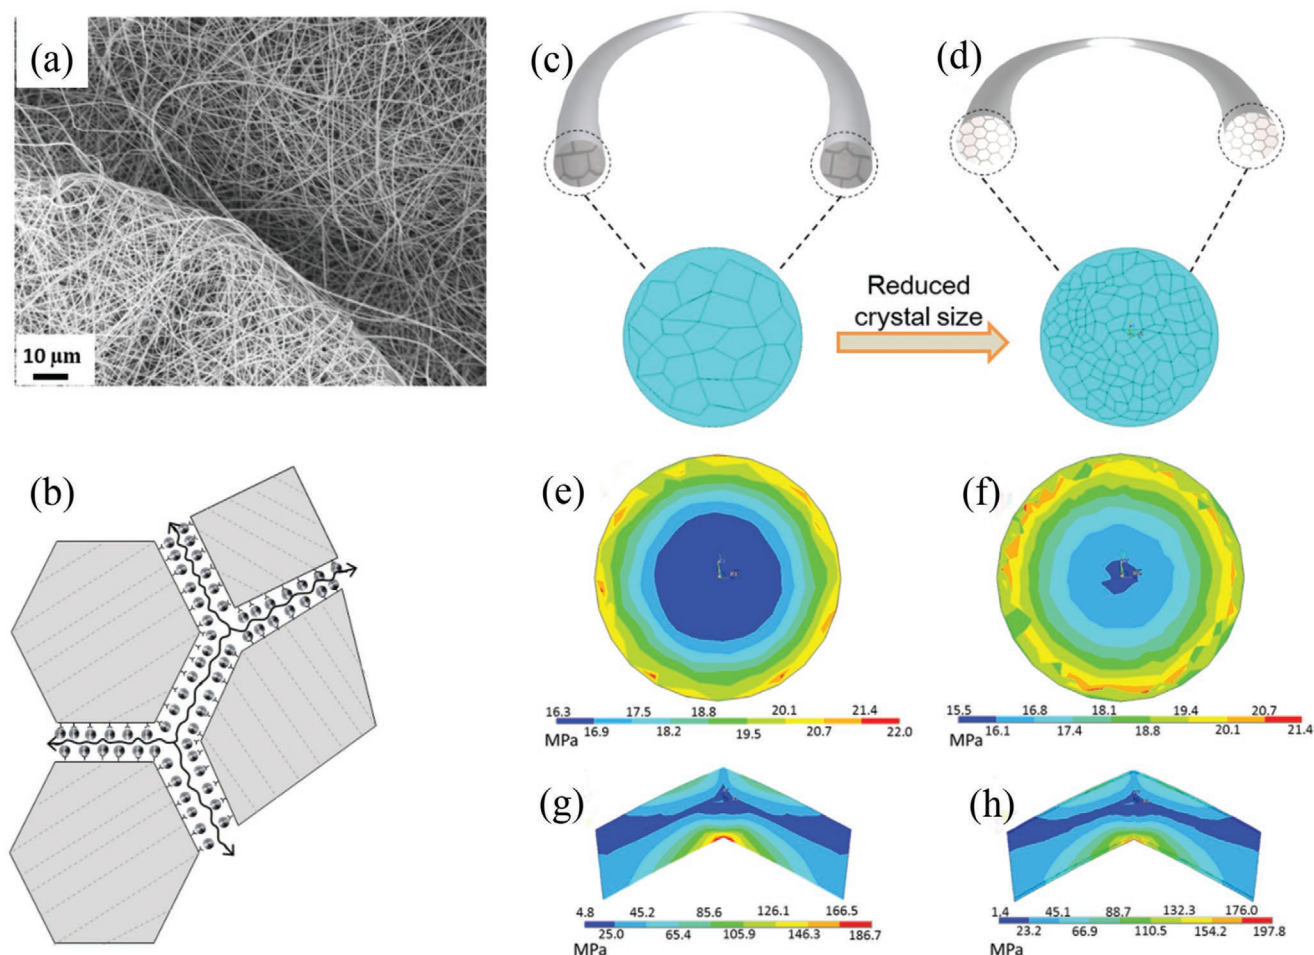 (a)
10 μm
(b)
(c)
(d)
Reduced
crystal size
(e)
16.3 17.5 18.8 20.1 21.4
MPa 16.9 18.2 19.5 20.7 22.0
(f)
15.5 16.8 18.1 19.4 20.7
MPa 16.1 17.4 18.8 20.1 21.4
(g)
4.8 45.2 85.6 126.1 166.5
25.0 65.4 105.9 146.3 186.7
MPa
(h)
1,4 45.1 88.7 132.3 176.0
23.2 66.9 110.5 154.2 197.8
MPa